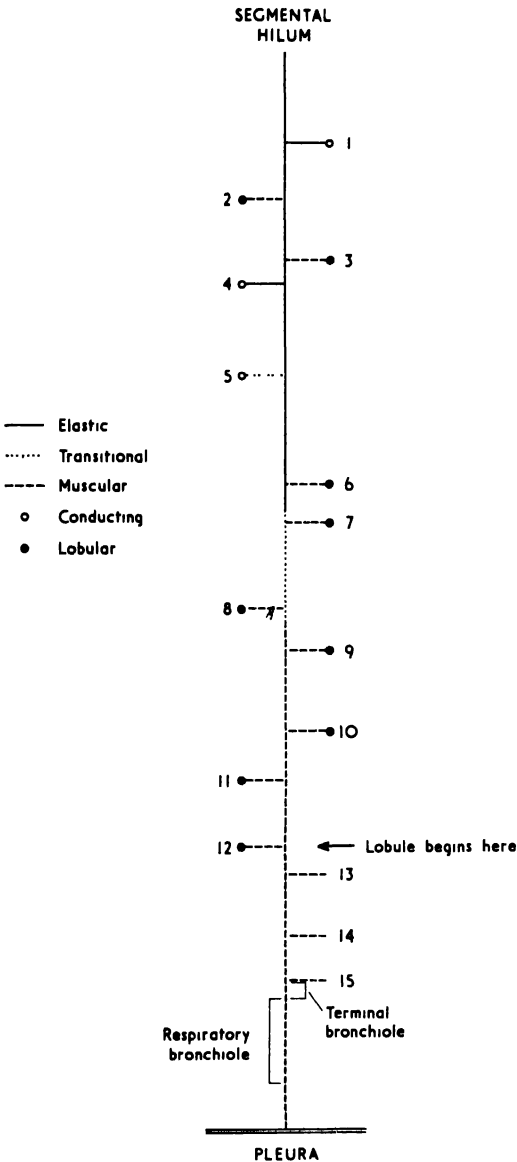 SEGMENTAL
HILUM
1
2
3
4
5
Elastic
Transitional
Muscular
Conducting
Lobular
6
7
8
9
10
11
12
Lobule begins here
13
14
15
Terminal
bronchiole
Respiratory
bronchiole
PLEURA